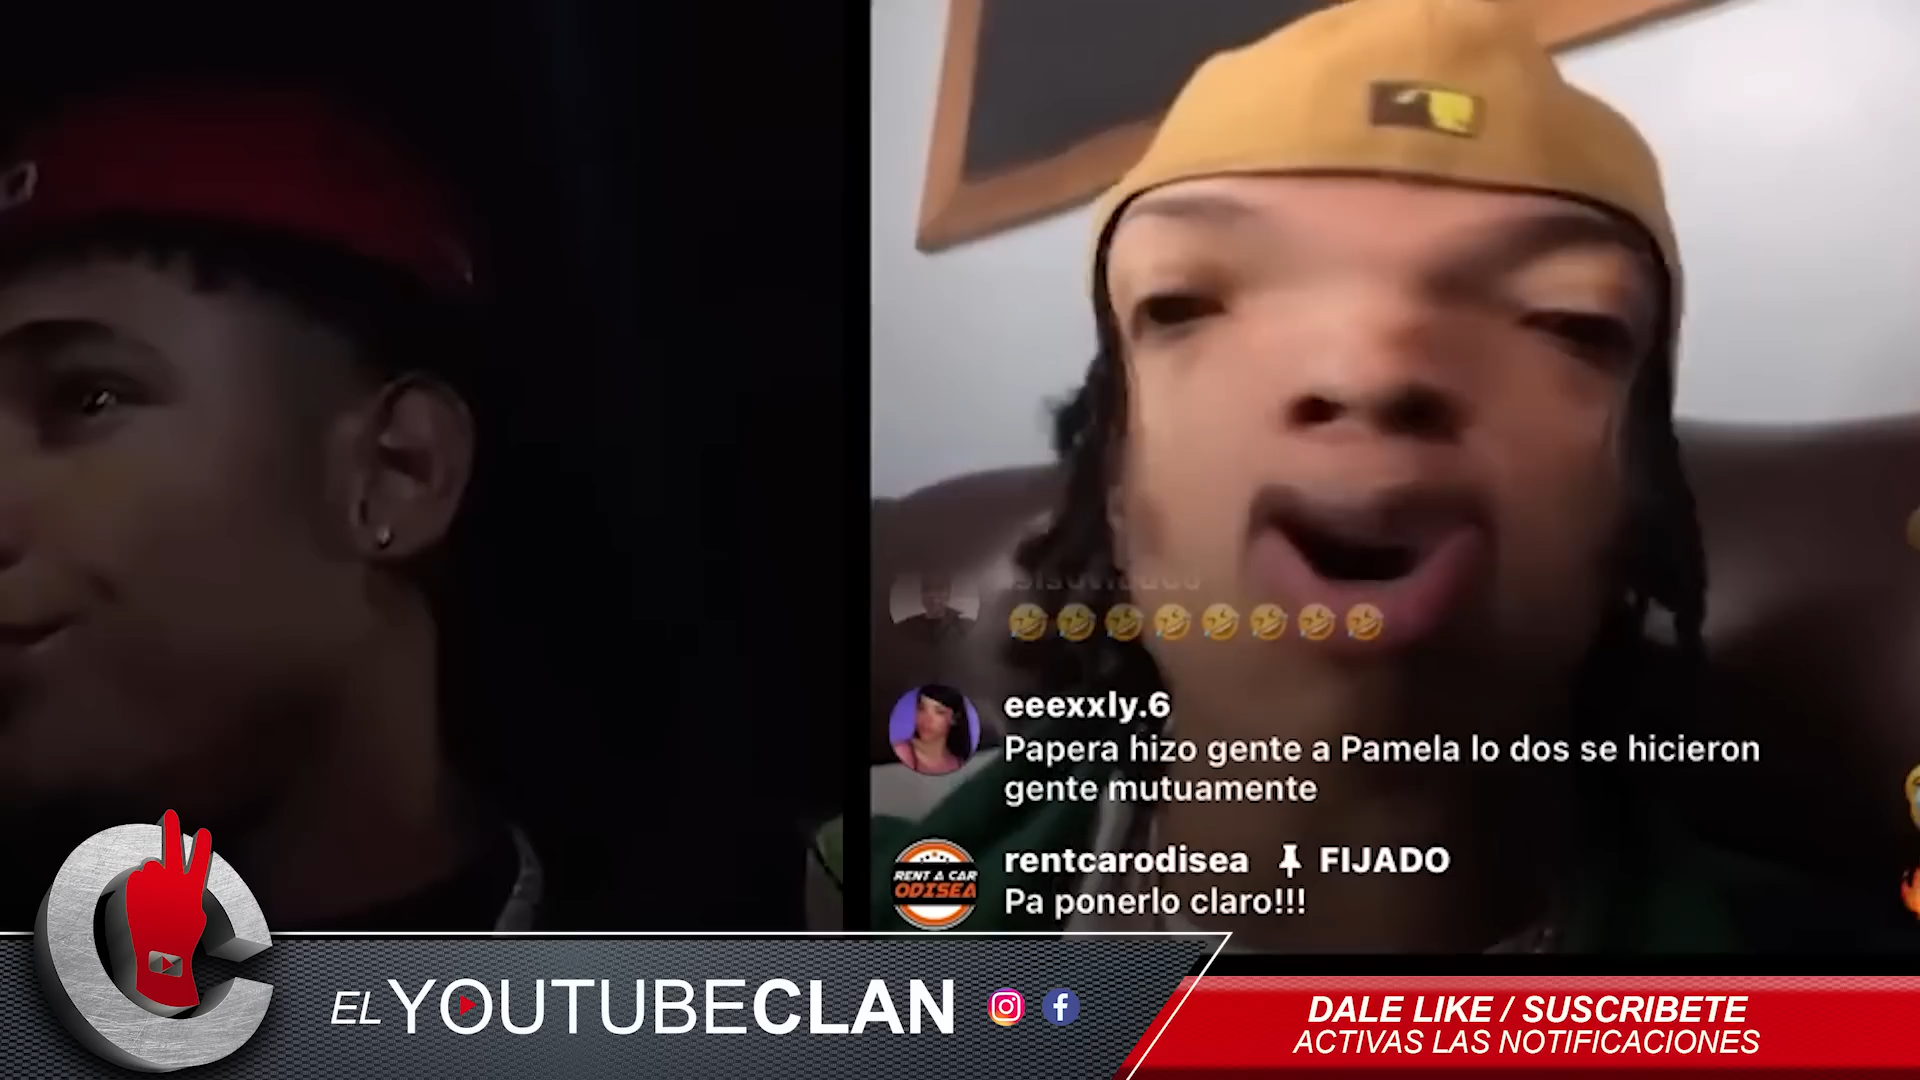 eeexxly.6
Papera hizo gente a Pamela lo dos se hicieron
gente mutuamente
rentcarodisea FIJADO
RENT A CAR
ODISEA
Pa ponerlo claro!!!
EL YOUTUBECLAN
DALE LIKE / SUSCRIBETE
ACTIVAS LAS NOTIFICACIONES